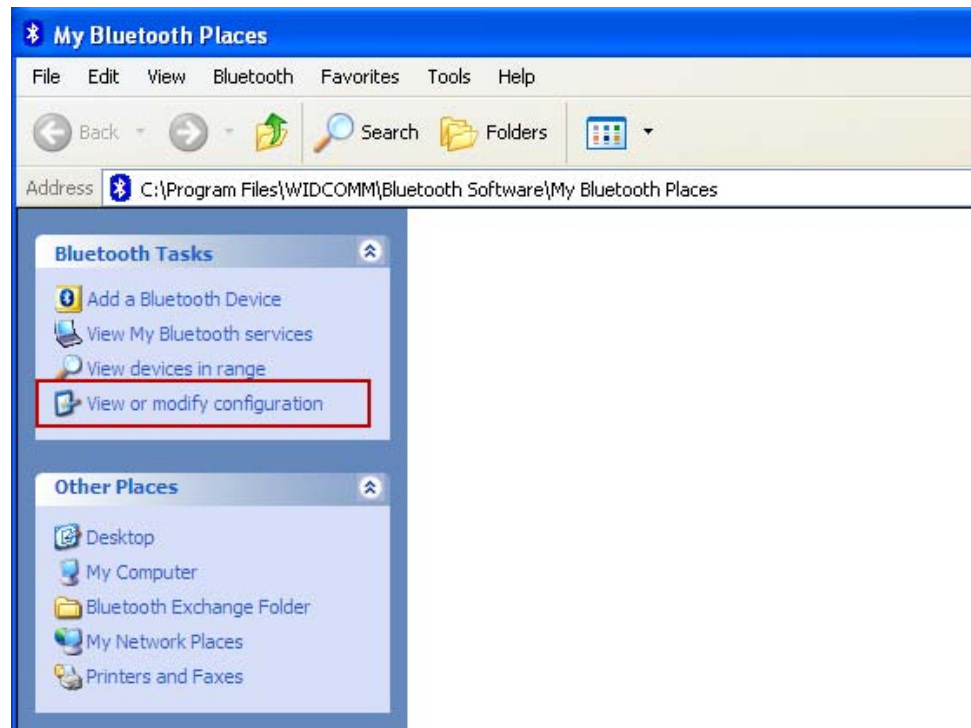 My Bluetooth Places
File Edit View Bluetooth Favorites Tools Help
Back Search Folders
Address C:\Program Files\WIDCOMM\Bluetooth Software\My Bluetooth Places
Bluetooth Tasks
Add a Bluetooth Device
View My Bluetooth services
View devices in range
View or modify configuration
Other Places
Desktop
My Computer
Bluetooth Exchange Folder
My Network Places
Printers and Faxes